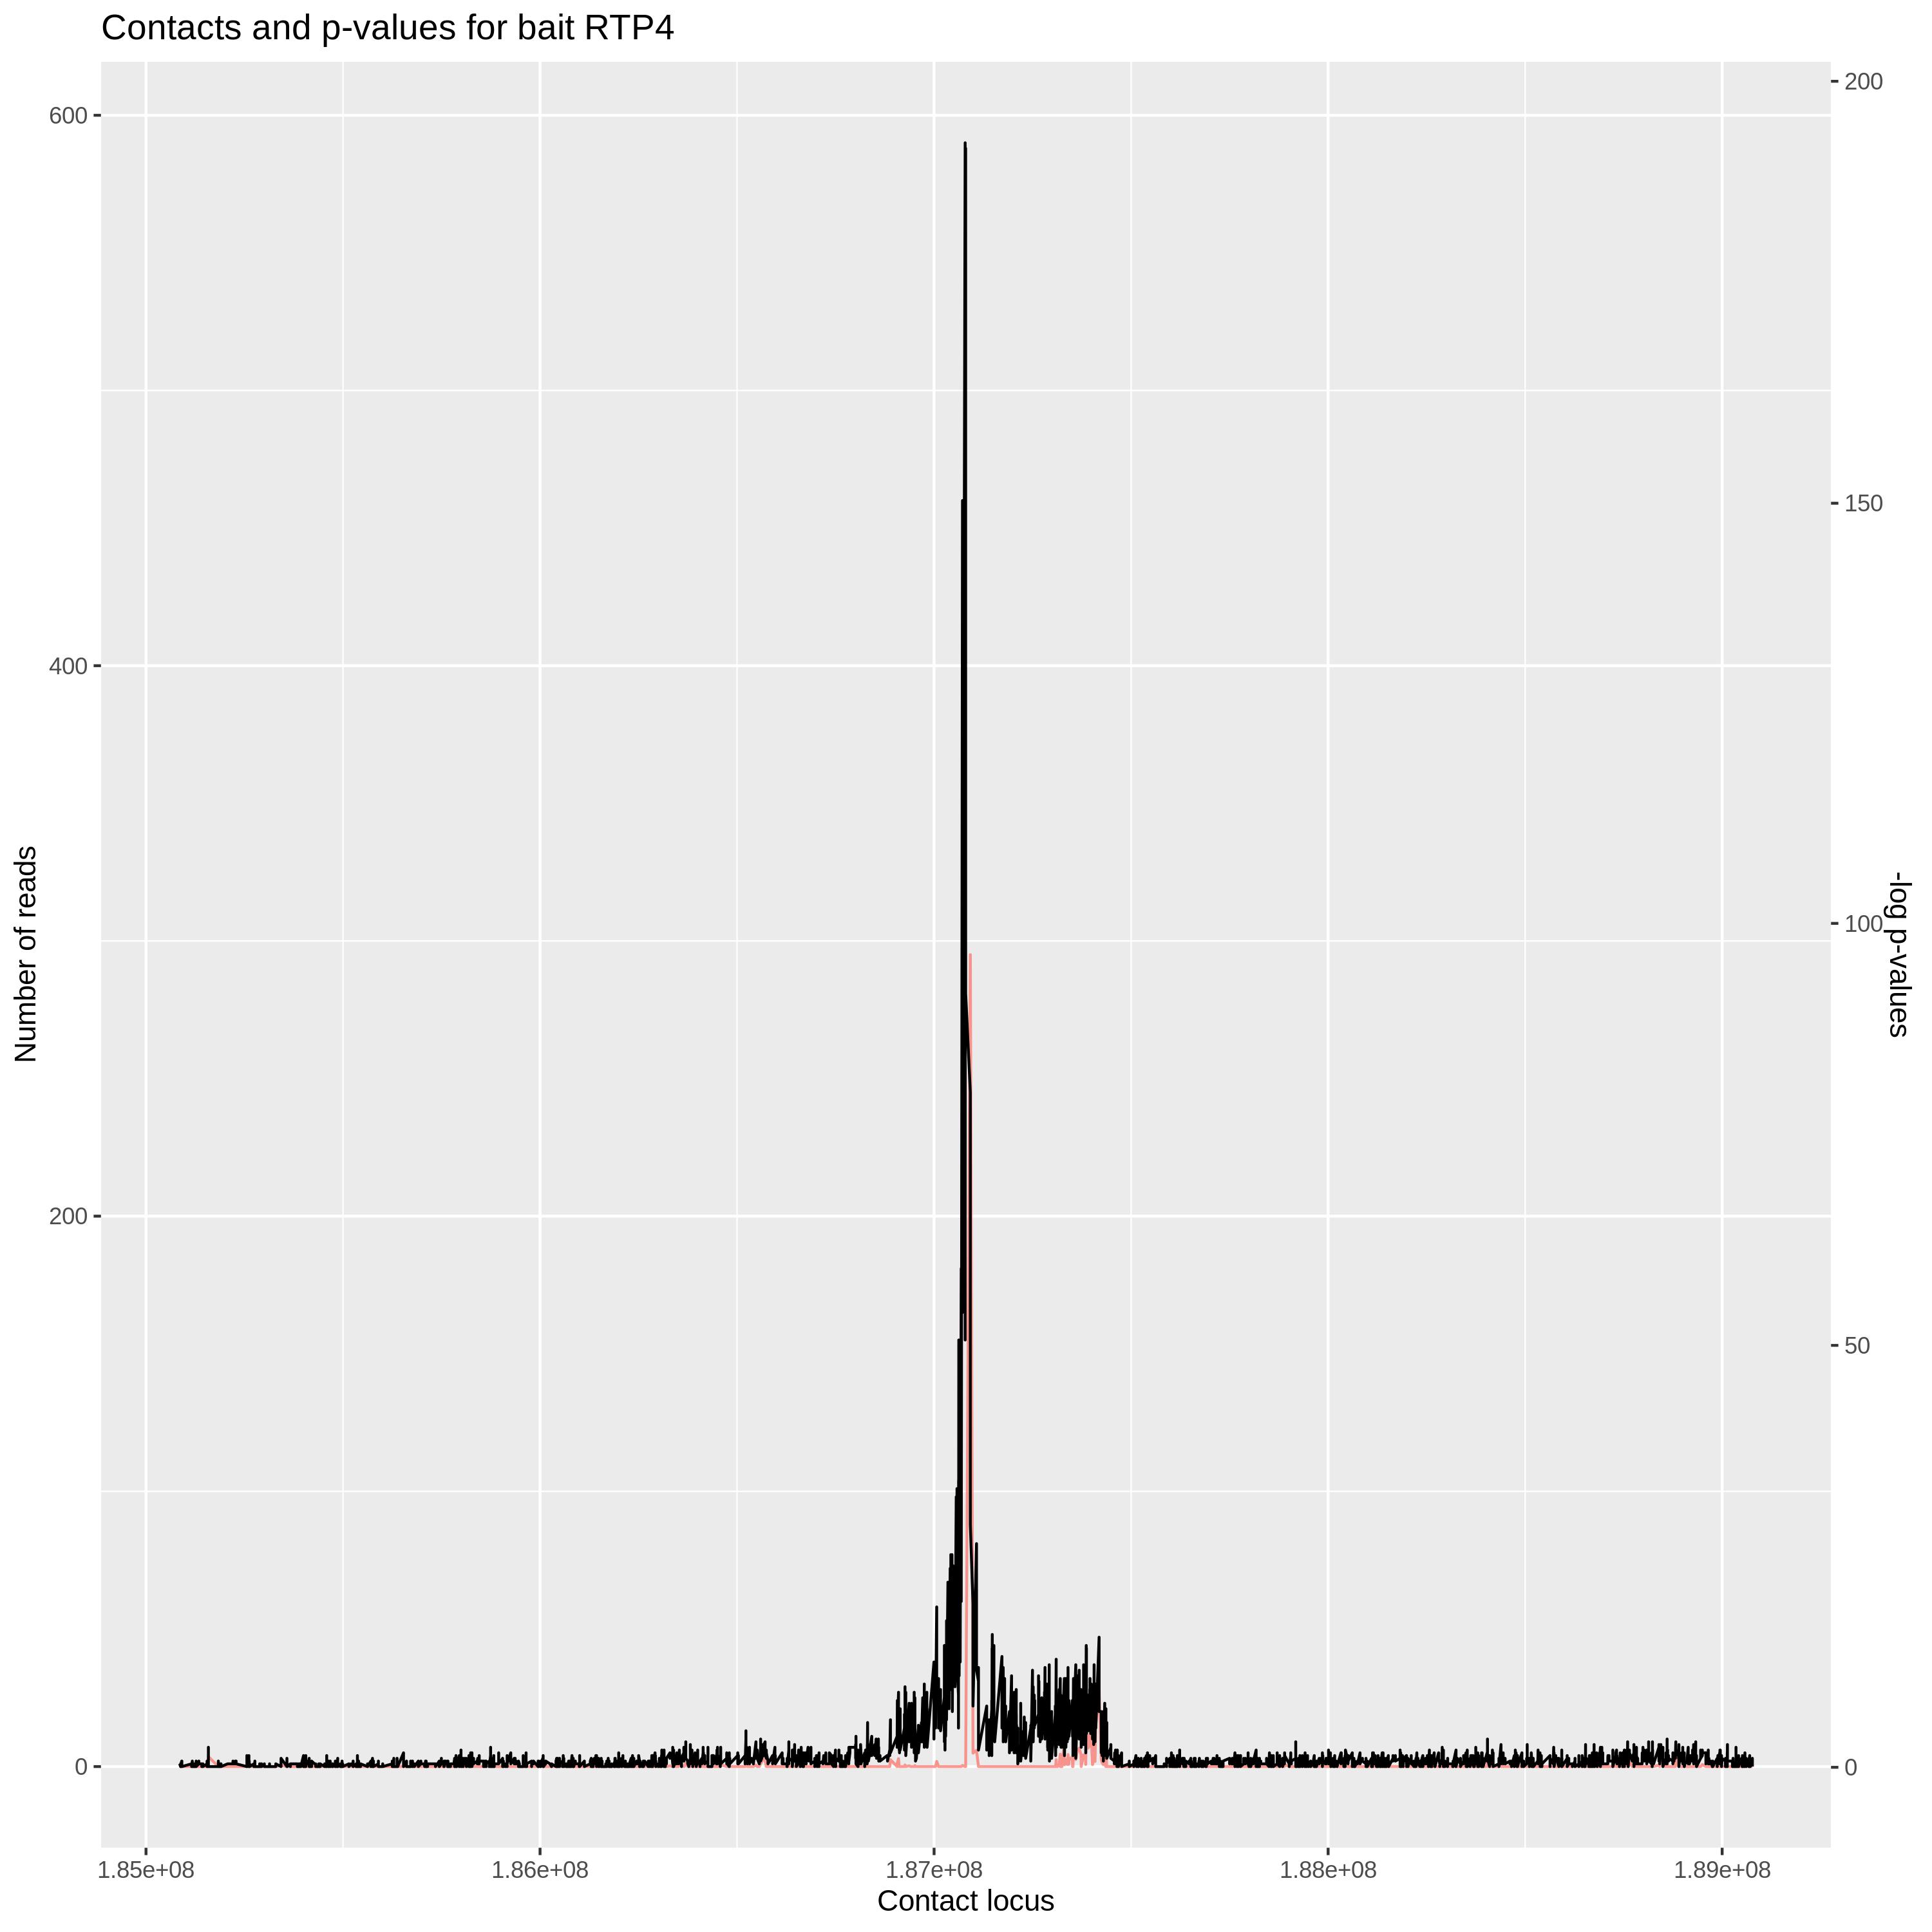 Contacts and p-values for bait RTP4
600
400
200
0
Number of reads
200
150
100
50
0
-log p-values
1.85e+08
1.86e+08
1.87e+08
1.88e+08
1.89e+08
Contact locus